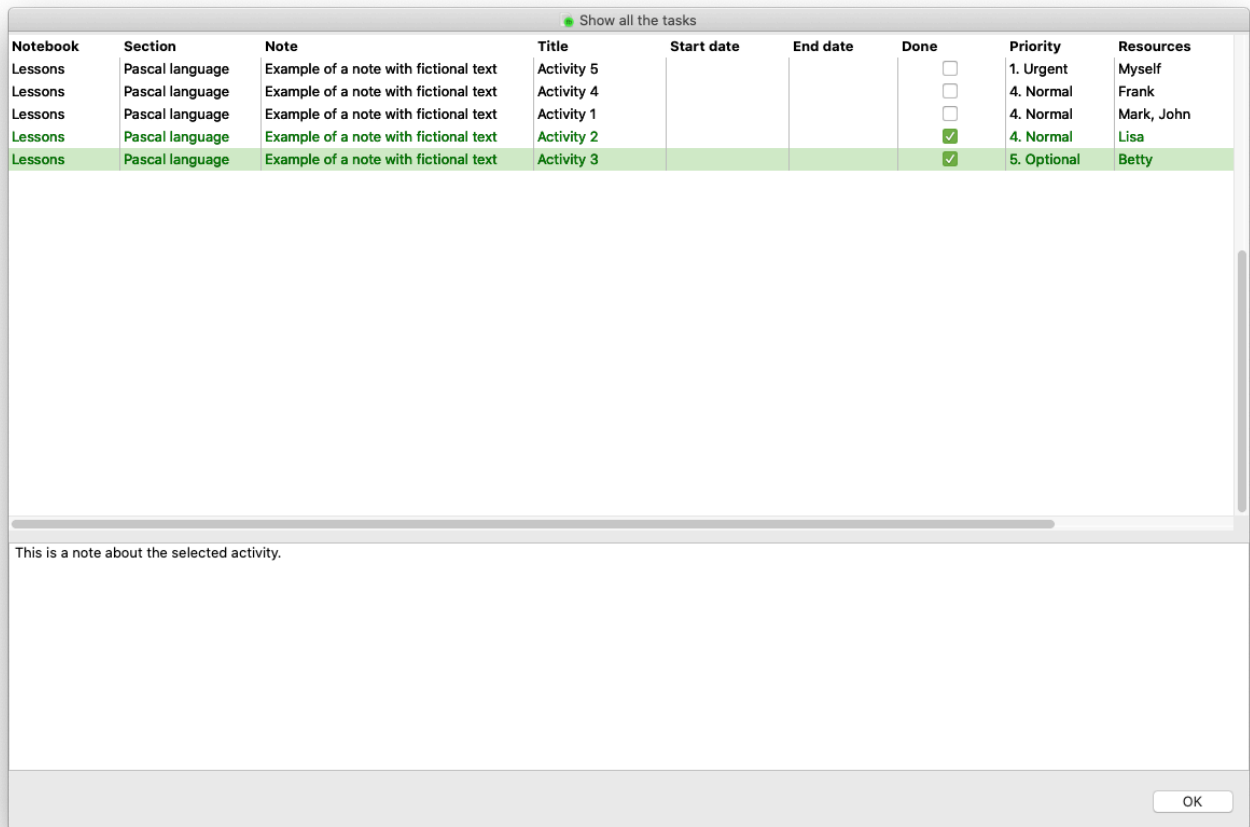 Show all the tasks
Notebook Section Note Title Start date End date Done Priority Resources
Lessons Pascal language Example of a note with fictional text Activity 5 1. Urgent Myself
Lessons Pascal language Example of a note with fictional text Activity 4 4. Normal Frank
Lessons Pascal language Example of a note with fictional text Activity 1 4. Normal Mark, John
Lessons Pascal language Example of a note with fictional text Activity 2 4. Normal Lisa
Lessons Pascal language Example of a note with fictional text Activity 3 5. Optional Betty
This is a note about the selected activity.
OK